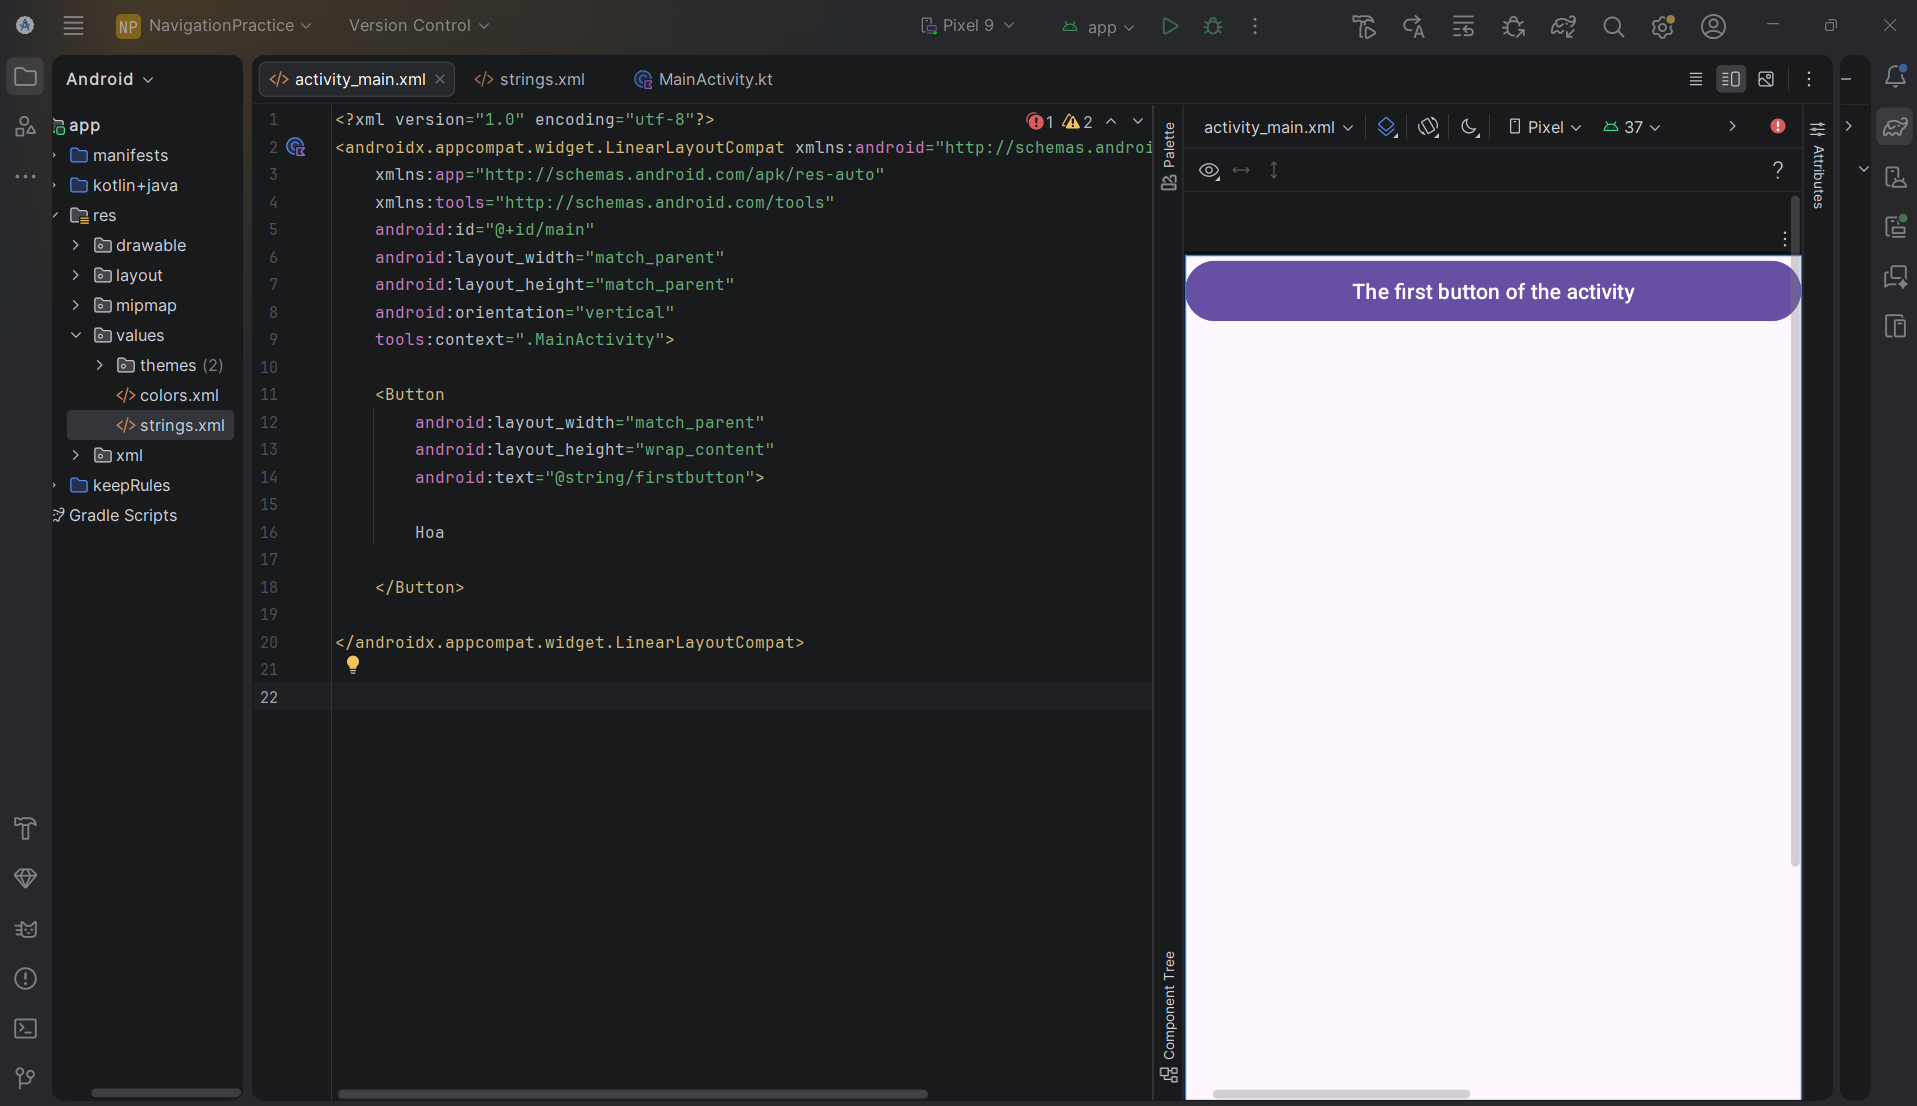 NP NavigationPractice Version Control Pixel 9 app
Android
app
manifests
kotlin+java
res
drawable
layout
mipmap
values
themes (2)
colors.xml
strings.xml
xml
keepRules
Gradle Scripts
activity_main.xml strings.xml MainActivity.kt
1 <?xml version="1.0" encoding="utf-8"?>
2 <androidx.appcompat.widget.LinearLayoutCompat xmlns:android="http://schemas.androi
3 xmlns:app="http://schemas.android.com/apk/res-auto"
4 xmlns:tools="http://schemas.android.com/tools"
5 android:id="@+id/main"
6 android:layout_width="match_parent"
7 android:layout_height="match_parent"
8 android:orientation="vertical"
9 tools:context=".MainActivity">
10
11 <Button
12 android:layout_width="match_parent"
13 android:layout_height="wrap_content"
14 android:text="@string/firstbutton">
15
16 Hoa
17
18 </Button>
19
20 </androidx.appcompat.widget.LinearLayoutCompat>
21
22
1 2
Palette
Component Tree
activity_main.xml Pixel 37
?
The first button of the activity
Attributes